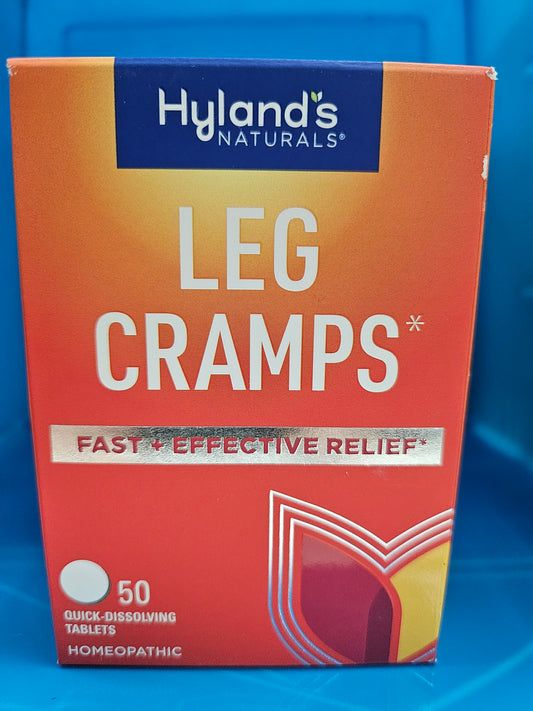 Hyland's
NATURALS®
LEG
CRAMPS*
FAST + EFFECTIVE RELIEF*
50
QUICK-DISSOLVING
TABLETS
HOMEOPATHIC